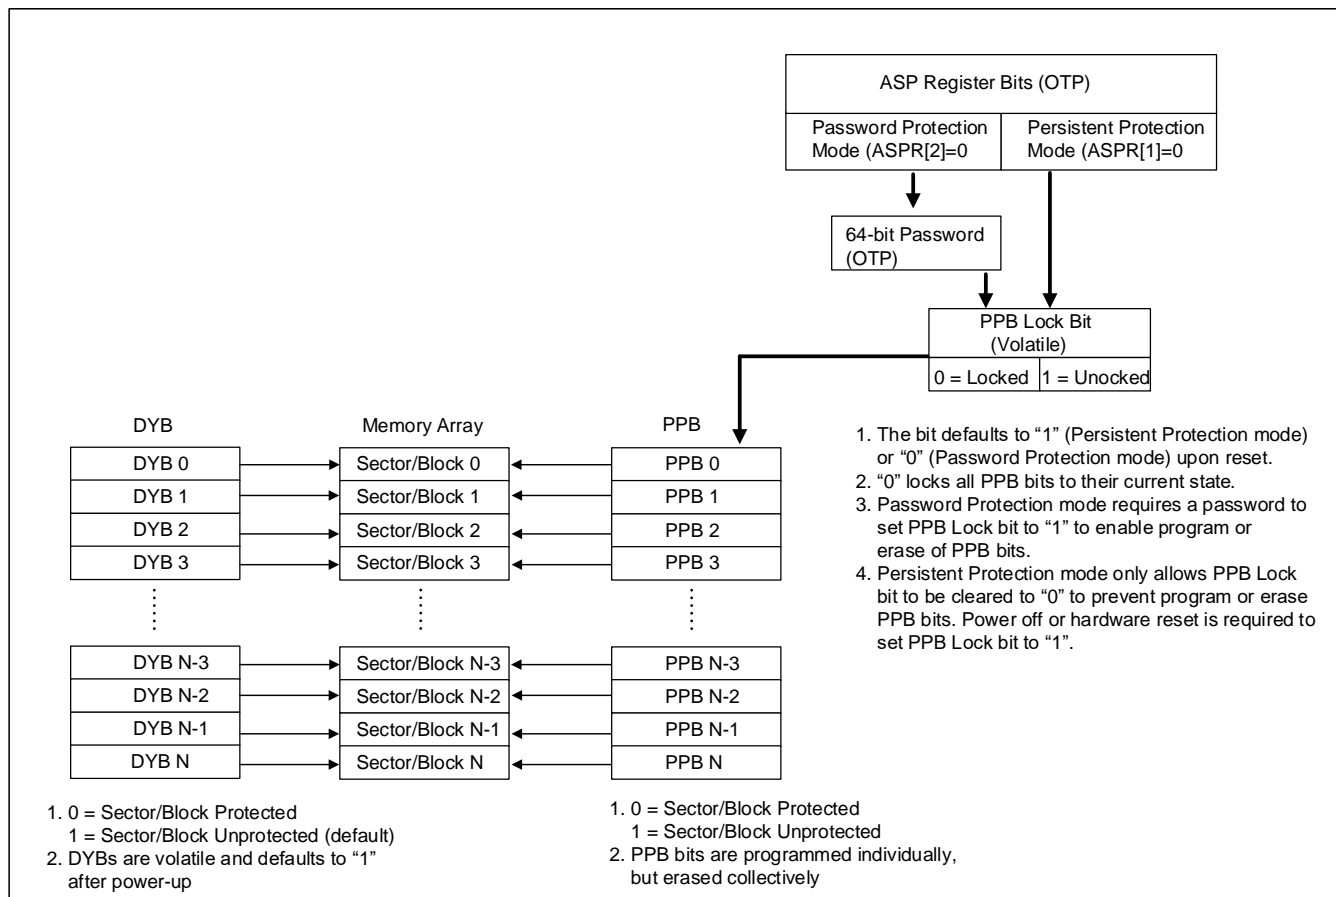 ASP Register Bits (OTP)
Password Protection
Mode (ASPR[2]=0
Persistent Protection
Mode (ASPR[1]=0
64-bit Password
(OTP)
PPB Lock Bit
(Volatile)
0 = Locked
1 = Unocked
1. The bit defaults to “1” (Persistent Protection mode)
or “0” (Password Protection mode) upon reset.
2. “0” locks all PPB bits to their current state.
3. Password Protection mode requires a password to
set PPB Lock bit to “1” to enable program or
erase of PPB bits.
4. Persistent Protection mode only allows PPB Lock
bit to be cleared to “0” to prevent program or erase
PPB bits. Power off or hardware reset is required to
set PPB Lock bit to “1”.
DYB
Memory Array
PPB
DYB 0
Sector/Block 0
PPB 0
DYB 1
Sector/Block 1
PPB 1
DYB 2
Sector/Block 2
PPB 2
DYB 3
Sector/Block 3
PPB 3
DYB N-3
Sector/Block N-3
PPB N-3
DYB N-2
Sector/Block N-2
PPB N-2
DYB N-1
Sector/Block N-1
PPB N-1
DYB N
Sector/Block N
PPB N
1. 0 = Sector/Block Protected
1 = Sector/Block Unprotected (default)
2. DYBs are volatile and defaults to “1”
after power-up
1. 0 = Sector/Block Protected
1 = Sector/Block Unprotected
2. PPB bits are programmed individually,
but erased collectively